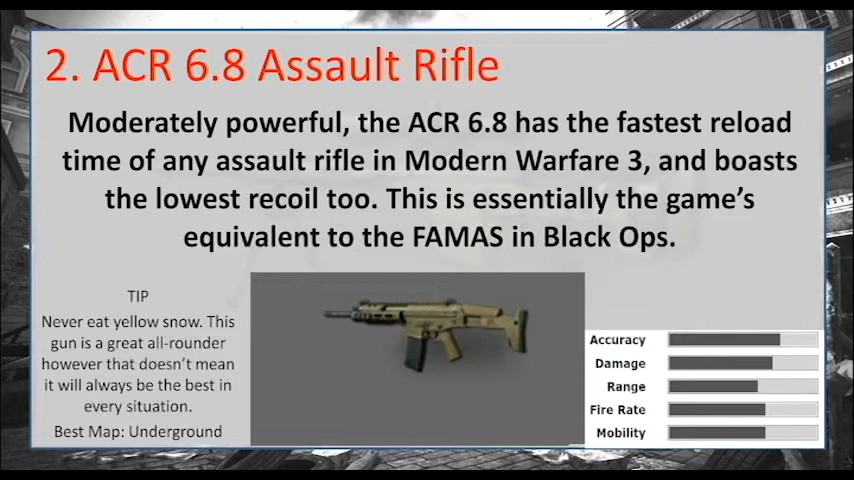 2. ACR 6.8 Assault Rifle
Moderately powerful, the ACR 6.8 has the fastest reload
time of any assault rifle in Modern Warfare 3, and boasts
the lowest recoil too. This is essentially the game's
equivalent to the FAMAS in Black Ops.
TIP
Never eat yellow snow. This
gun is a great all-rounder
however that doesn't mean
it will always be the best in
every situation.
Best Map: Underground
Accuracy
Damage
Range
Fire Rate
Mobility